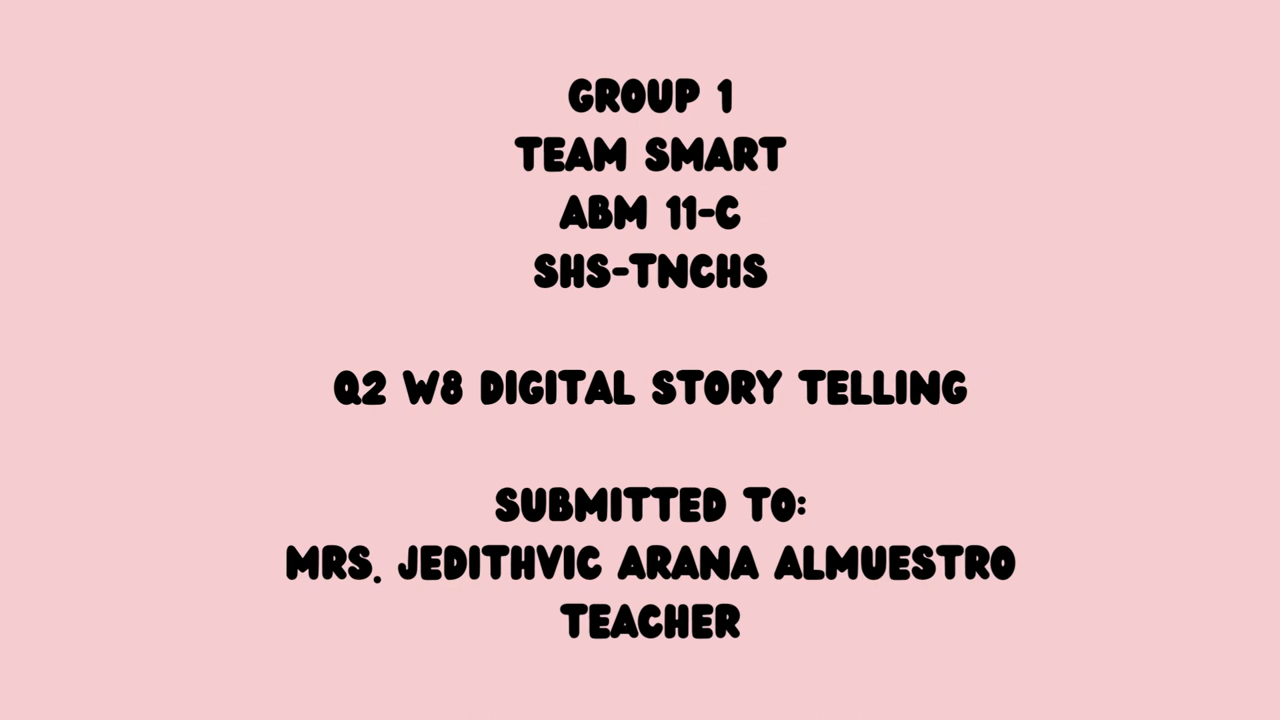 GROUP 1
TEAM SMART
ABM 11-C
SHS-TNCHS
Q2 W8 DIGITAL STORY TELLING
SUBMITTED TO:
MRS. JEDITHVIC ARANA ALMUESTRO
TEACHER